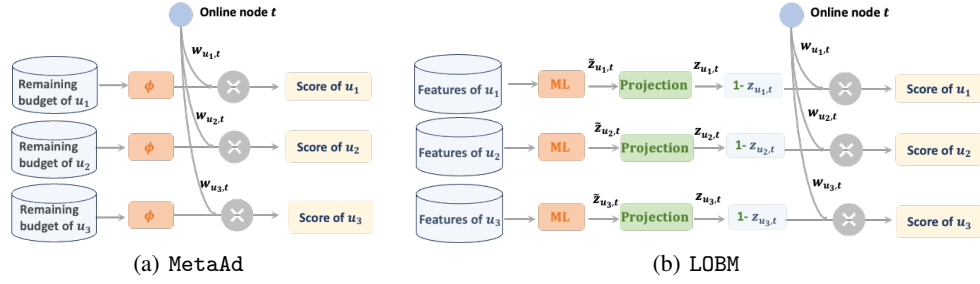 Online node t
w_{u_1,t}
Remaining budget of u_1
ϕ
Score of u_1
w_{u_2,t}
Remaining budget of u_2
ϕ
Score of u_2
w_{u_3,t}
Remaining budget of u_3
ϕ
Score of u_3
(a) MetaAd
Online node t
w_{u_1,t}
Features of u_1
ML
z̃_{u_1,t}
Projection
z_{u_1,t}
1- z_{u_1,t}
Score of u_1
w_{u_2,t}
Features of u_2
ML
z̃_{u_2,t}
Projection
z_{u_2,t}
1- z_{u_2,t}
Score of u_2
w_{u_3,t}
Features of u_3
ML
z̃_{u_3,t}
Projection
z_{u_3,t}
1- z_{u_3,t}
Score of u_3
(b) LOBM